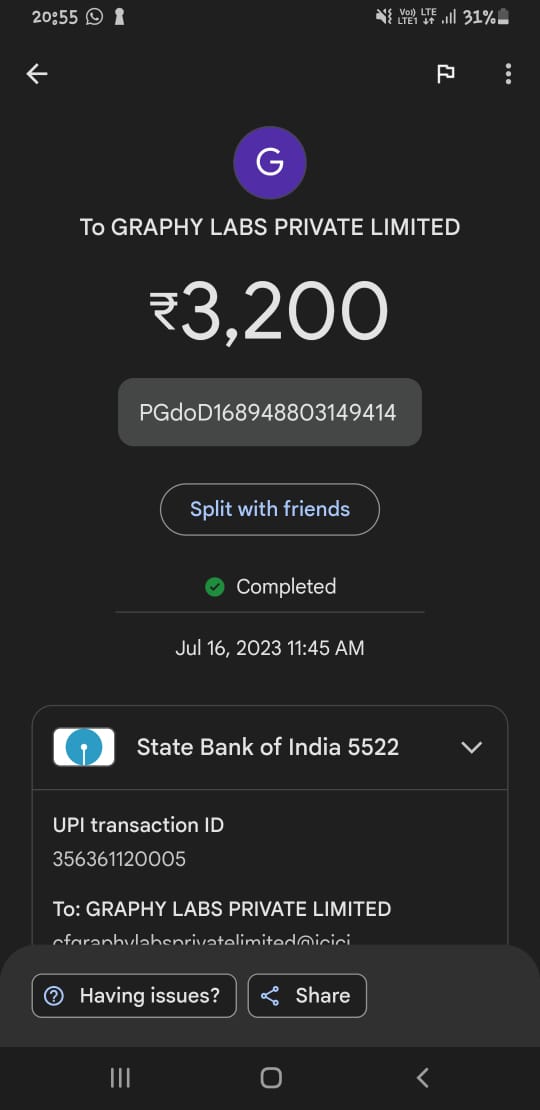 20:55
Vo) LTE
LTE1
31%
G
To GRAPHY LABS PRIVATE LIMITED
₹3,200
PGdoD168948803149414
Split with friends
Completed
Jul 16, 2023 11:45 AM
State Bank of India 5522
UPI transaction ID
356361120005
To: GRAPHY LABS PRIVATE LIMITED
cfgraphylabsprivatelimited@icici
Having issues?
Share